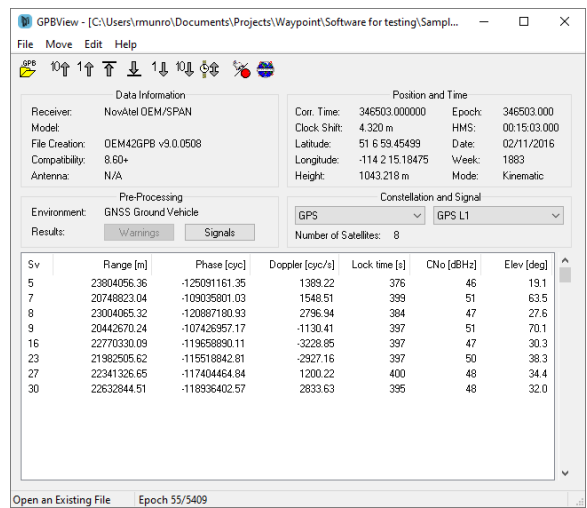 GPBView - [C:\Users\rmunro\Documents\Projects\Waypoint\Software for testing\Sampl...
File Move Edit Help
GPB 10 1 1 10
Data Information
Receiver: NovAtel OEM/SPAN
Model:
File Creation: OEM42GPB v9.0.0508
Compatibility: 8.60+
Antenna: N/A
Position and Time
Corr. Time: 346503.000000 Epoch: 346503.000
Clock Shift: 4.320 m HMS: 00:15:03.000
Latitude: 51 6 59.45499 Date: 02/11/2016
Longitude: -114 2 15.18475 Week: 1883
Height: 1043.218 m Mode: Kinematic
Pre-Processing
Environment: GNSS Ground Vehicle
Results: Warnings Signals
Constellation and Signal
GPS GPS L1
Number of Satellites: 8
Sv Range [m] Phase [cyc] Doppler [cyc/s] Lock time [s] CNo [dBHz] Elev [deg]
5 23804056.36 -125091161.35 1389.22 376 46 19.1
7 20748823.04 -109035801.03 1548.51 399 51 63.5
8 23004065.32 -120887180.93 2796.94 384 47 27.6
9 20442670.24 -107426957.17 -1130.41 397 51 70.1
16 22770330.09 -119658890.11 -3228.85 397 47 30.3
23 21982505.62 -115518842.81 -2927.16 397 50 38.3
27 22341326.65 -117404464.84 1200.22 400 48 34.4
30 22632844.51 -118936402.57 2833.63 395 48 32.0
Open an Existing File Epoch 55/5409